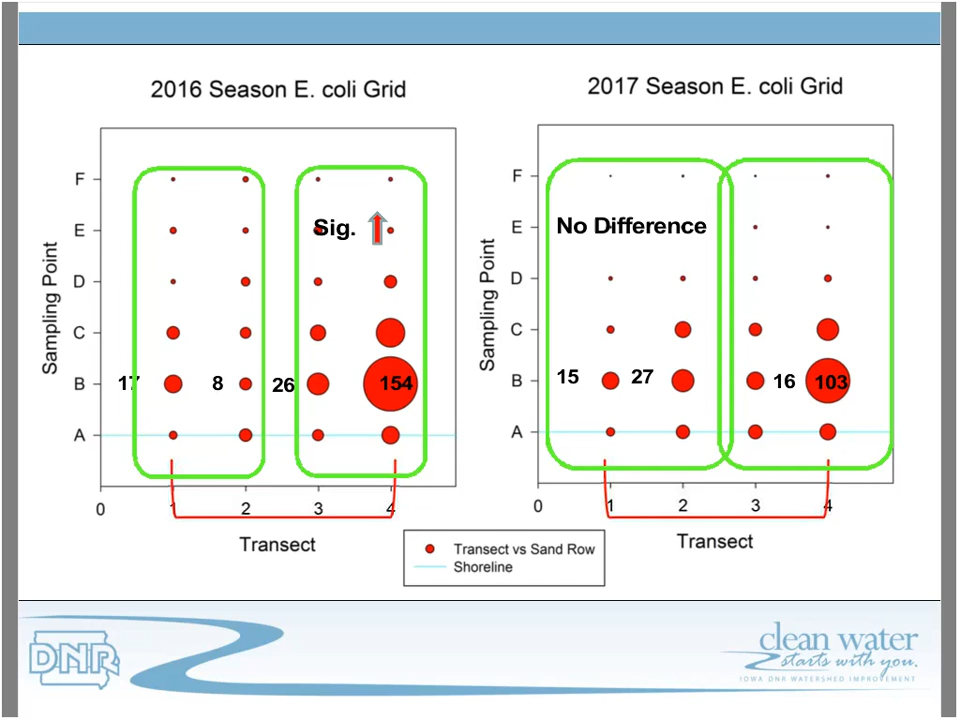 2016 Season E. coli Grid
F
E
D
C
B
A
Sampling Point
Sig.
17
8
26
154
0
1
2
3
4
Transect
2017 Season E. coli Grid
F
E
D
C
B
A
Sampling Point
No Difference
15
27
16
103
0
1
2
3
4
Transect
Transect vs Sand Row
Shoreline
DNR
clean water
starts with you.
IOWA DNR WATERSHED IMPROVEMENT